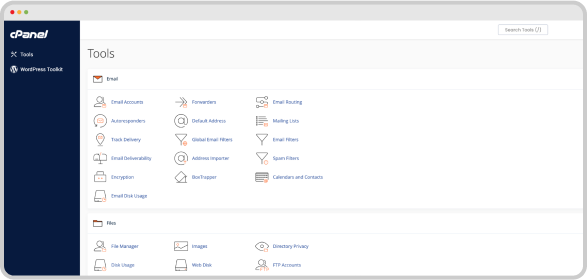 cPanel
Search Tools [/]
Tools
WordPress Toolkit
Tools
Email
Email Accounts Forwarders Email Routing
Autoresponders Default Address Mailing Lists
Track Delivery Global Email Filters Email Filters
Email Deliverability Address Importer Spam Filters
Encryption BoxTrapper Calendars and Contacts
Email Disk Usage
Files
File Manager Images Directory Privacy
Disk Usage Web Disk FTP Accounts